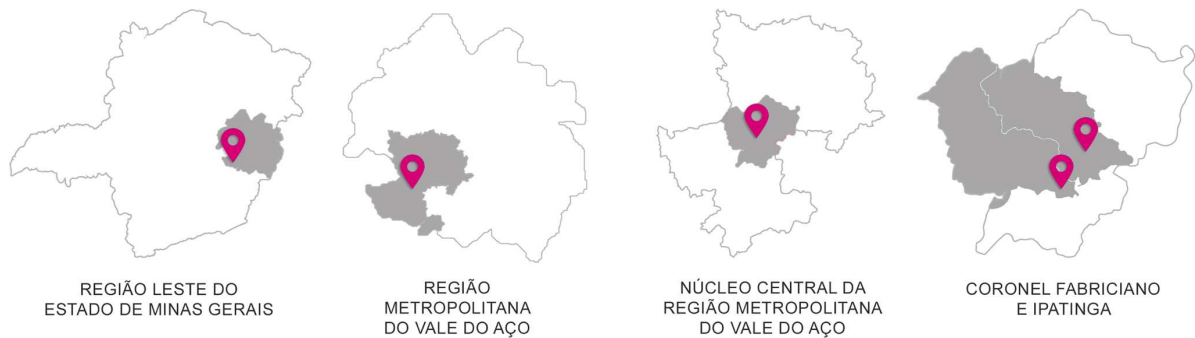 REGIÃO LESTE DO
ESTADO DE MINAS GERAIS
REGIÃO
METROPOLITANA
DO VALE DO AÇO
NÚCLEO CENTRAL DA
REGIÃO METROPOLITANA
DO VALE DO AÇO
CORONEL FABRICIANO
E IPATINGA